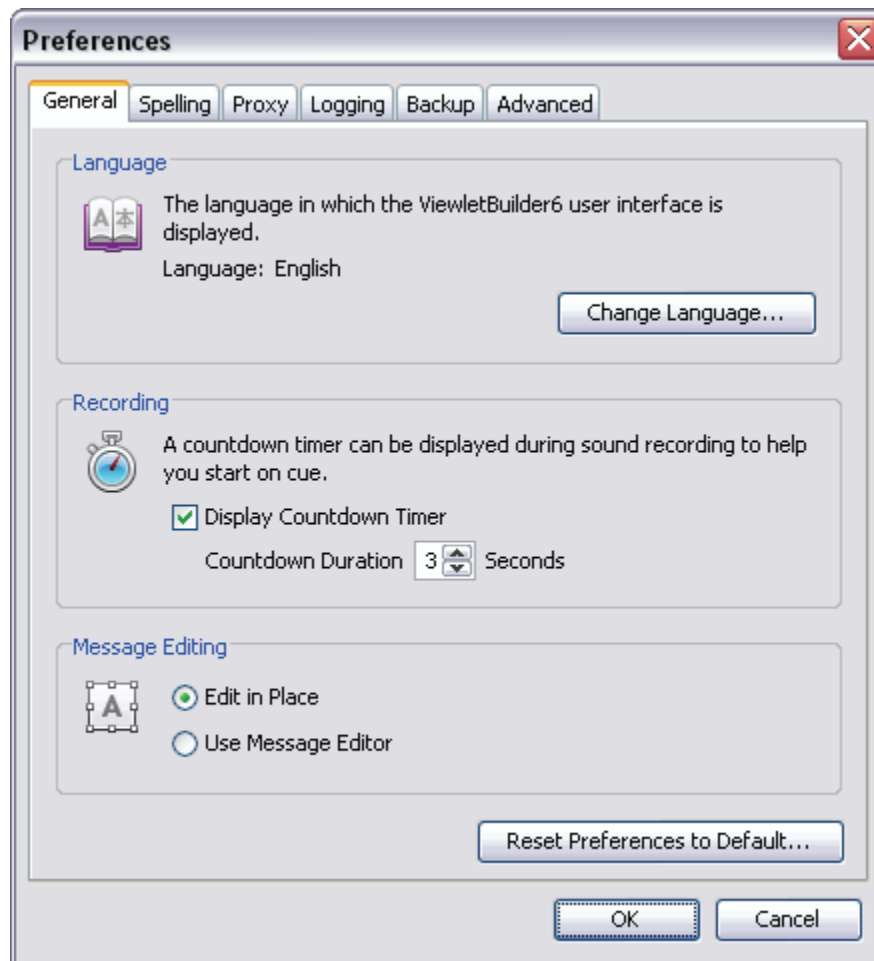 Preferences
General Spelling Proxy Logging Backup Advanced
Language
A 本
The language in which the ViewletBuilder6 user interface is
displayed.
Language: English
Change Language...
Recording
A countdown timer can be displayed during sound recording to help
you start on cue.
Display Countdown Timer
Countdown Duration 3 Seconds
Message Editing
A
Edit in Place
Use Message Editor
Reset Preferences to Default...
OK Cancel